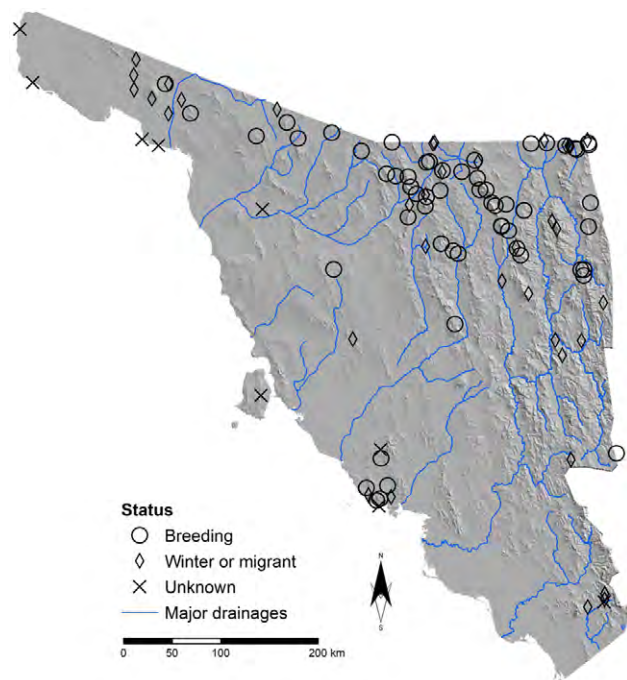 Status
Breeding
Winter or migrant
Unknown
Major drainages
N
S
0 50 100 200 km